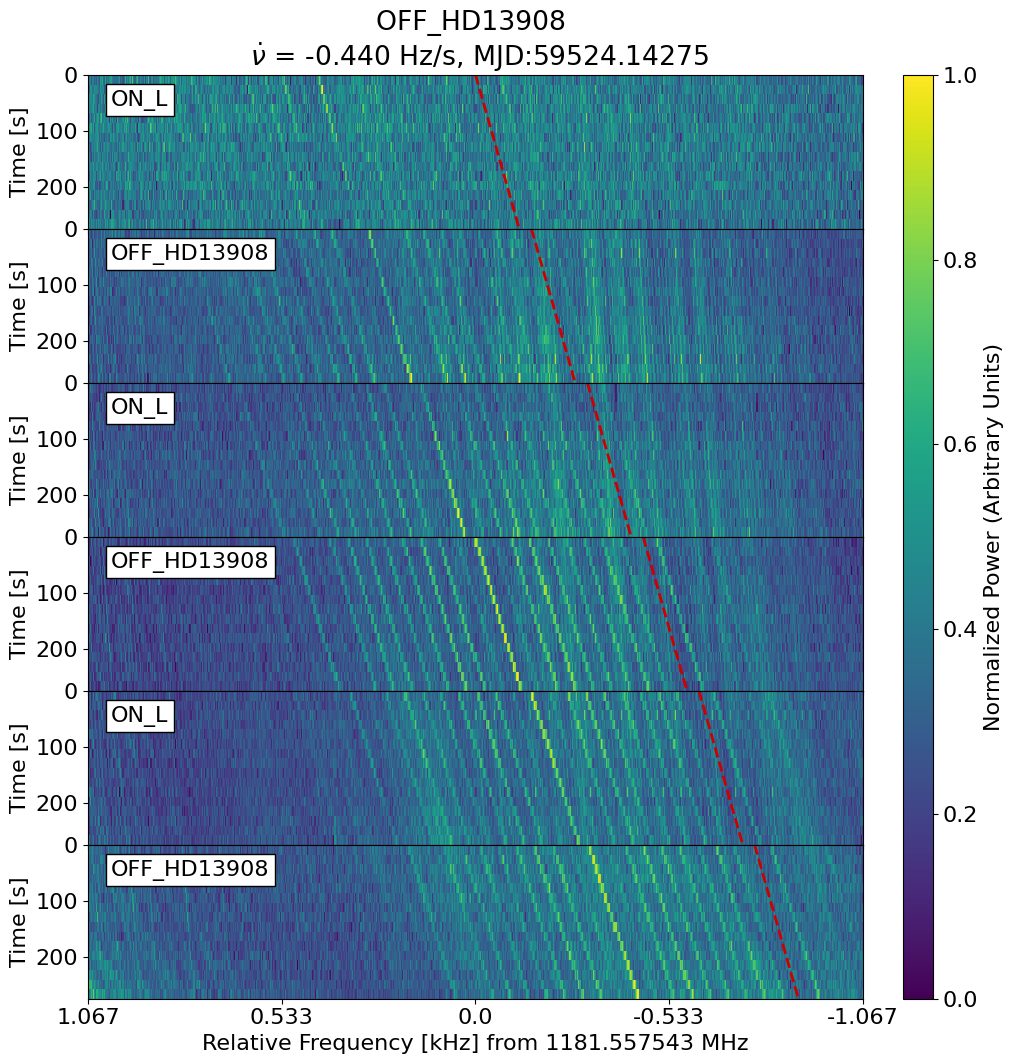 OFF_HD13908
ν̇ = -0.440 Hz/s, MJD:59524.14275
ON_L
OFF_HD13908
ON_L
OFF_HD13908
ON_L
OFF_HD13908
Time [s]
0
100
200
Time [s]
0
100
200
Time [s]
0
100
200
Time [s]
0
100
200
Time [s]
0
100
200
Time [s]
0
100
200
1.067 0.533 0.0 -0.533 -1.067
Relative Frequency [kHz] from 1181.557543 MHz
1.0
0.8
0.6
0.4
0.2
0.0
Normalized Power (Arbitrary Units)